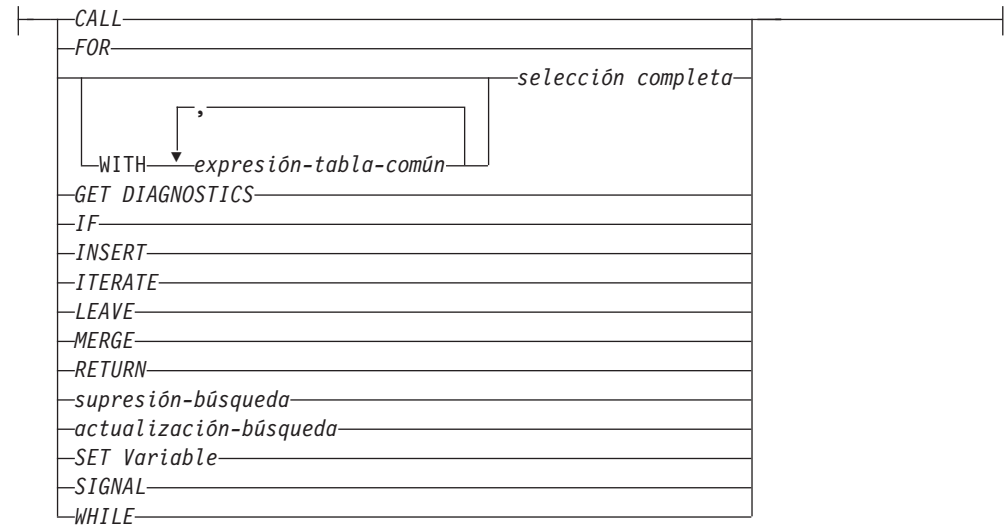 CALL
FOR
selección completa
,
WITH expresión-tabla-común
GET DIAGNOSTICS
IF
INSERT
ITERATE
LEAVE
MERGE
RETURN
supresión-búsqueda
actualización-búsqueda
SET Variable
SIGNAL
WHILE